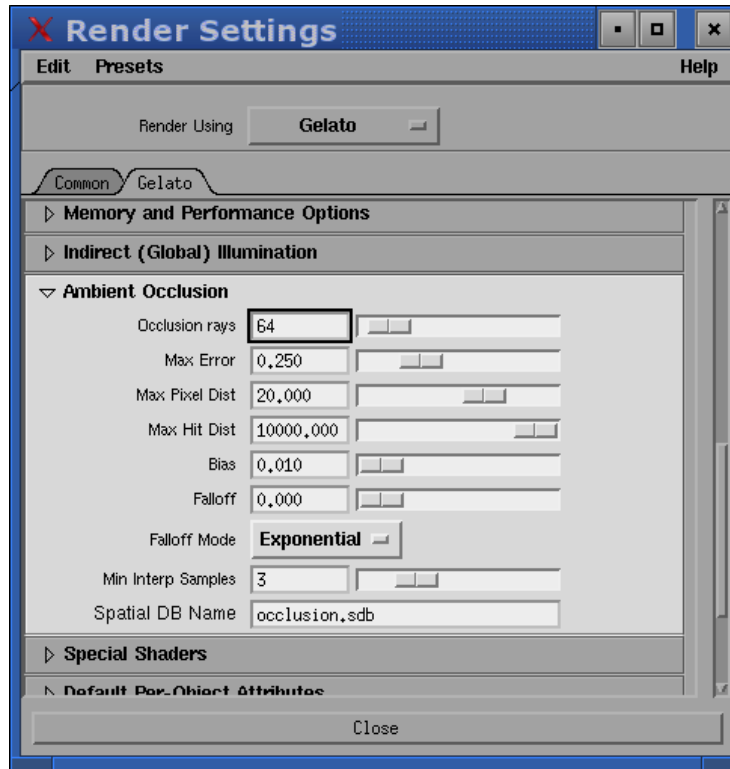 Render Settings
Edit Presets Help
Render Using Gelato
Common Gelato
Memory and Performance Options
Indirect (Global) Illumination
Ambient Occlusion
Occlusion rays 64
Max Error 0.250
Max Pixel Dist 20.000
Max Hit Dist 10000.000
Bias 0.010
Falloff 0.000
Falloff Mode Exponential
Min Interp Samples 3
Spatial DB Name occlusion.sdb
Special Shaders
Default Per-Object Attributes
Close